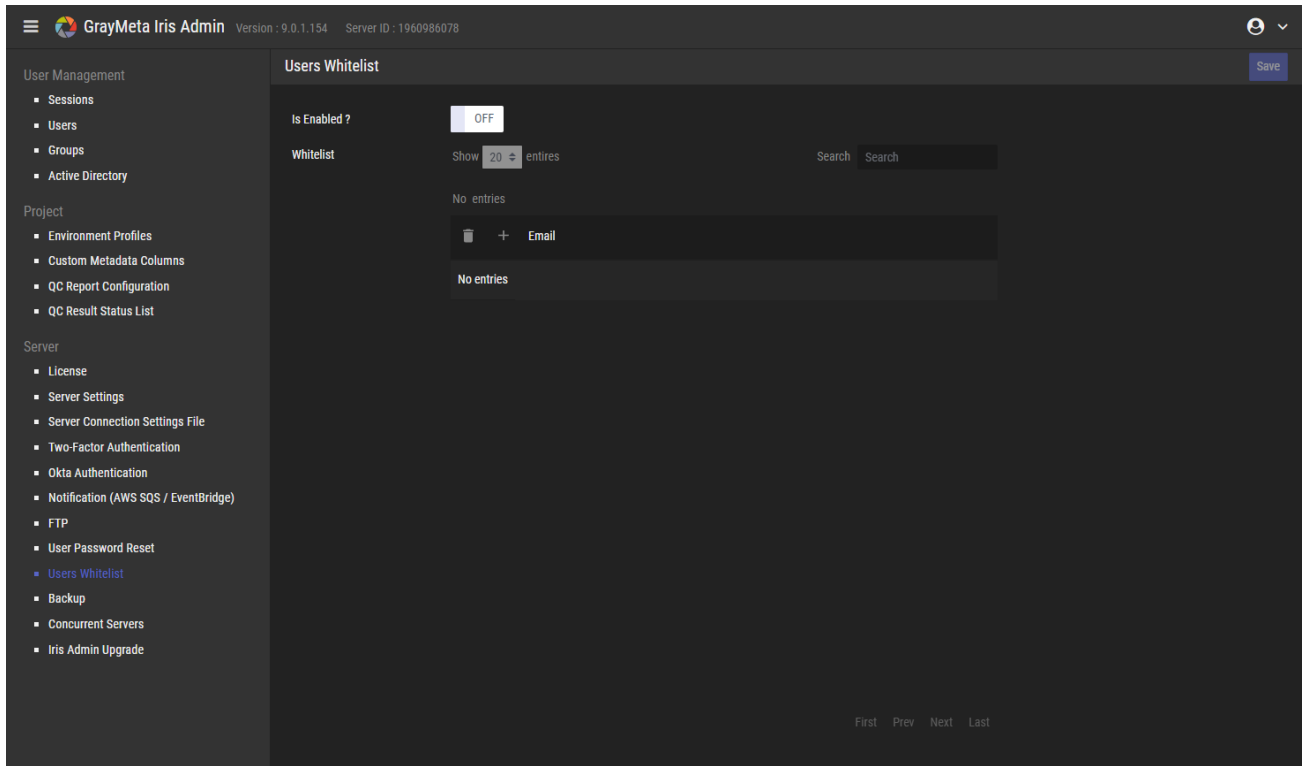 GrayMeta Iris Admin Version : 9.0.1.154 Server ID : 1960986078
User Management
Sessions
Users
Groups
Active Directory
Project
Environment Profiles
Custom Metadata Columns
QC Report Configuration
QC Result Status List
Server
License
Server Settings
Server Connection Settings File
Two-Factor Authentication
Okta Authentication
Notification (AWS SQS / EventBridge)
FTP
User Password Reset
Users Whitelist
Backup
Concurrent Servers
Iris Admin Upgrade
Users Whitelist Save
Is Enabled ? OFF
Whitelist Show 20 entires Search Search
No entries
Email
No entries
First Prev Next Last